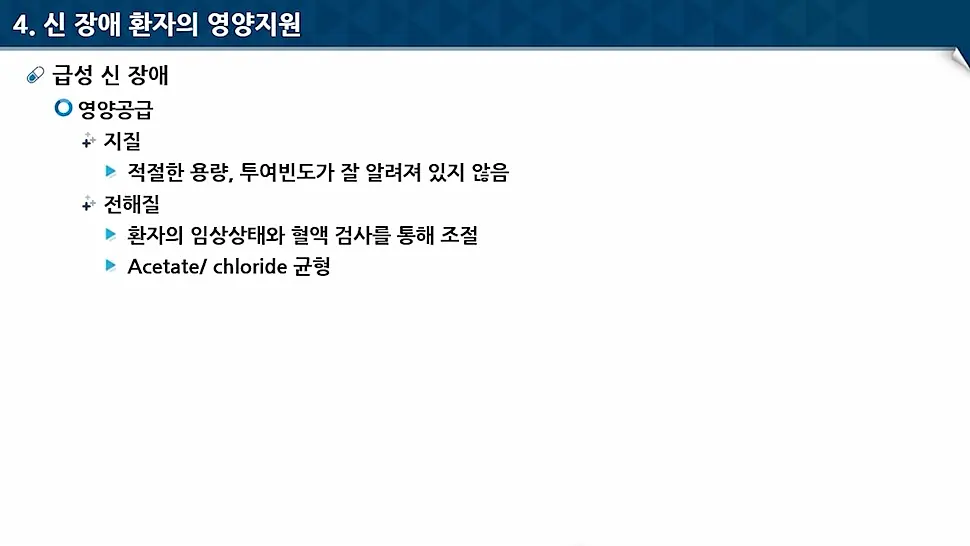 4. 신 장애 환자의 영양지원
급성 신 장애
영양공급
지질
적절한 용량, 투여빈도가 잘 알려져 있지 않음
전해질
환자의 임상상태와 혈액 검사를 통해 조절
Acetate/ chloride 균형